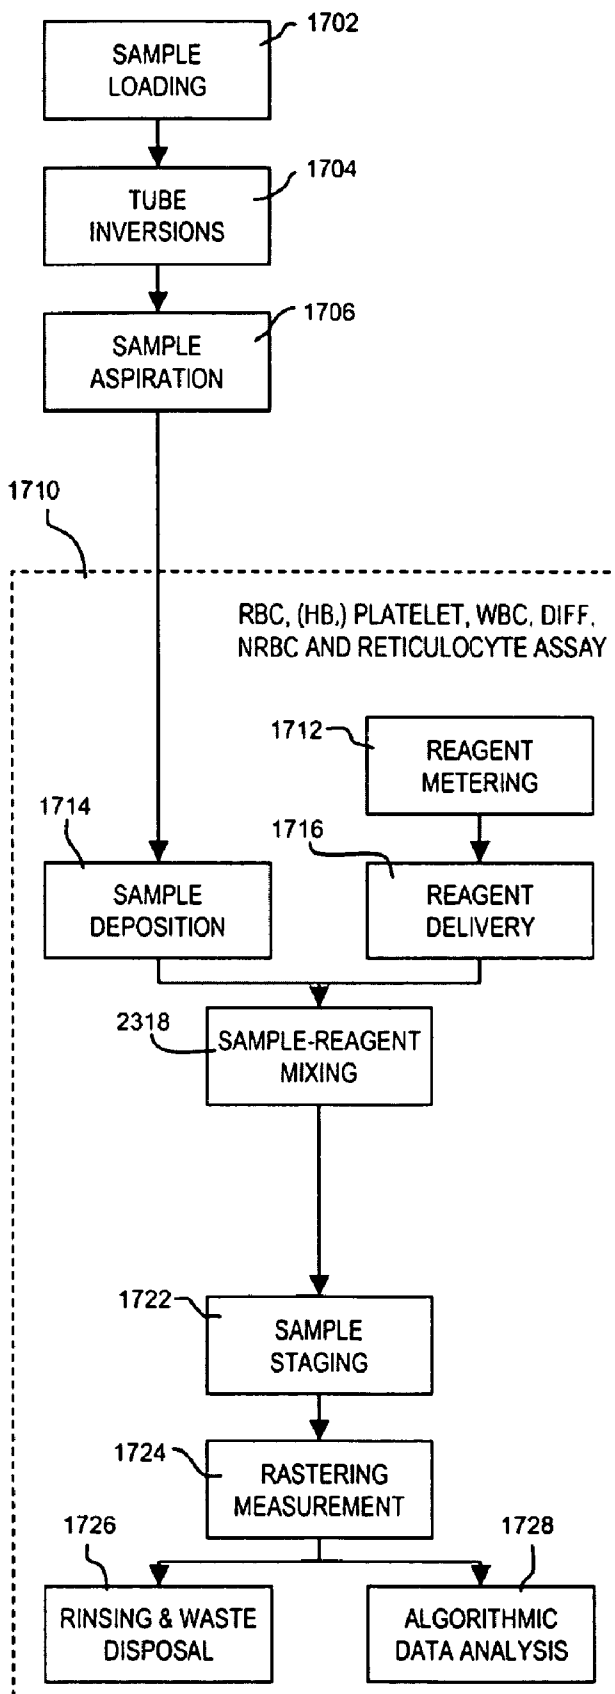 1702
SAMPLE
LOADING
1704
TUBE
INVERSIONS
1706
SAMPLE
ASPIRATION
1710
RBC, (HB,) PLATELET, WBC, DIFF,
NRBC AND RETICULOCYTE ASSAY
1712
REAGENT
METERING
1714
SAMPLE
DEPOSITION
1716
REAGENT
DELIVERY
2318
SAMPLE-REAGENT
MIXING
1722
SAMPLE
STAGING
1724
RASTERING
MEASUREMENT
1726
RINSING & WASTE
DISPOSAL
1728
ALGORITHMIC
DATA ANALYSIS